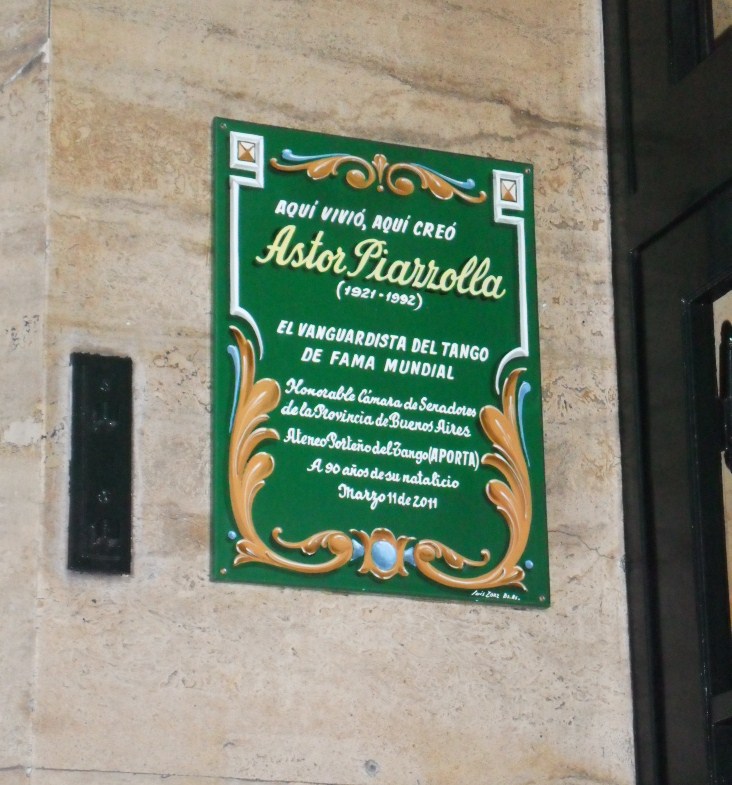 AQUÍ VIVIÓ, AQUÍ CREÓ
Astor Piazzolla
(1921-1992)
EL VANGUARDISTA DEL TANGO
DE FAMA MUNDIAL
Honorable Cámara de Senadores
de la Provincia de Buenos Aires
Ateneo Porteño del Tango (APORTA)
A 90 años de su natalicio
Marzo 11 de 2011
Bs. As.